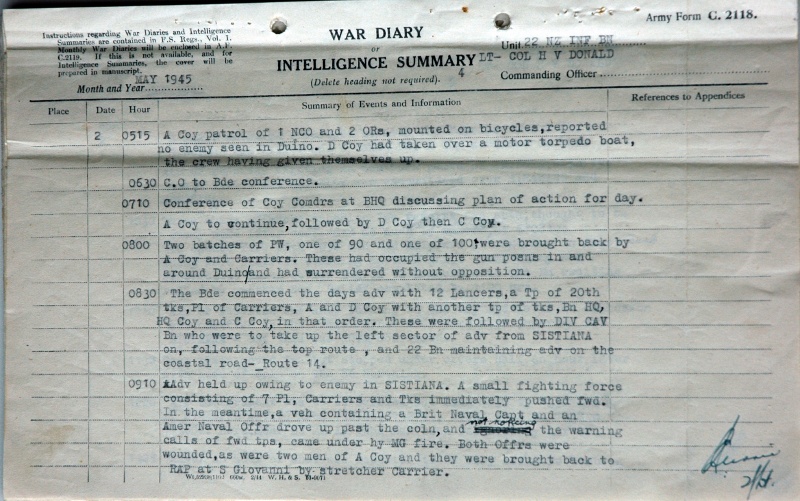 Army Form C. 2118.
WAR DIARY
or
INTELLIGENCE SUMMARY
(Delete heading not required).
Instructions regarding War Diaries and Intelligence
Summaries are contained in F.S. Regs., Vol. 1.
Monthly War Diaries will be enclosed in A.F.
C.2119. If this is not available, and for
Intelligence Summaries, the cover will be
prepared in manuscript.
Month and Year MAY 1945
Unit 22 NZ INF BN
LT- COL H V DONALD
4
Commanding Officer
Place Date Hour Summary of Events and Information References to Appendices
2 0515 A Coy patrol of 1 NCO and 2 ORs, mounted on bicycles,reported
no enemy seen in Duino. D Coy had taken over a motor torpedo boat,
the crew having given themselves up.
0630 C.O to Bde conference.
0710 Conference of Coy Comdrs at BHQ discussing plan of action for day.
A Coy to continue,followed by D Coy then C Coy.
0800 Two batches of PW, one of 90 and one of 100,were brought back by
A Coy and Carriers. These had occupied the gun posns in and
around Duino and had surrendered without opposition.
0830 The Bde commenced the days adv with 12 Lancers,a Tp of 20th
tks,Pl of Carriers, A and D Coy with another tp of tks,Bn HQ,
HQ Coy and C Coy,in that order. These were followed by DIV CAV
Bn who were to take up the left sector of adv from SISTIANA
on, following the top route , and 22 Bn maintaining adv on the
coastal road- Route 14.
0910 Adv held up owing to enemy in SISTIANA. A small fighting force
consisting of 7 Pl, Carriers and Tks immediately pushed fwd.
In the meantime,a veh containing a Brit Naval Capt and an
Amer Naval Offr drove up past the coln,and not noticing the warning
calls of fwd tps, came under hy MG fire. Both Offrs were
wounded,as were two men of A Coy and they were brought back to
RAP at S Giovanni by stretcher Carrier.
2/44 W. H. & S.